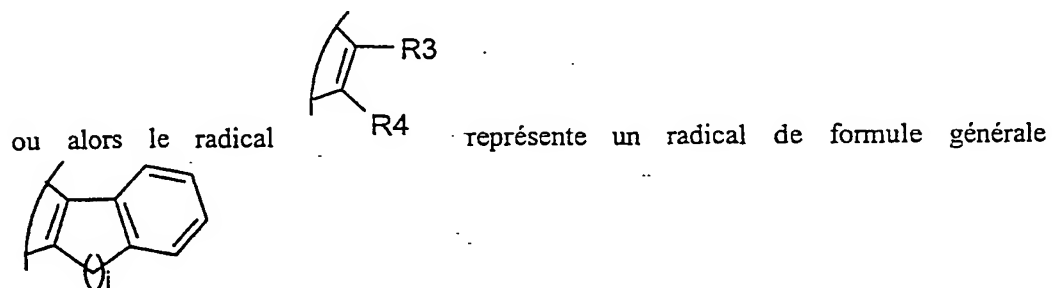 R3
ou alors le radical R4 représente un radical de formule générale
()i